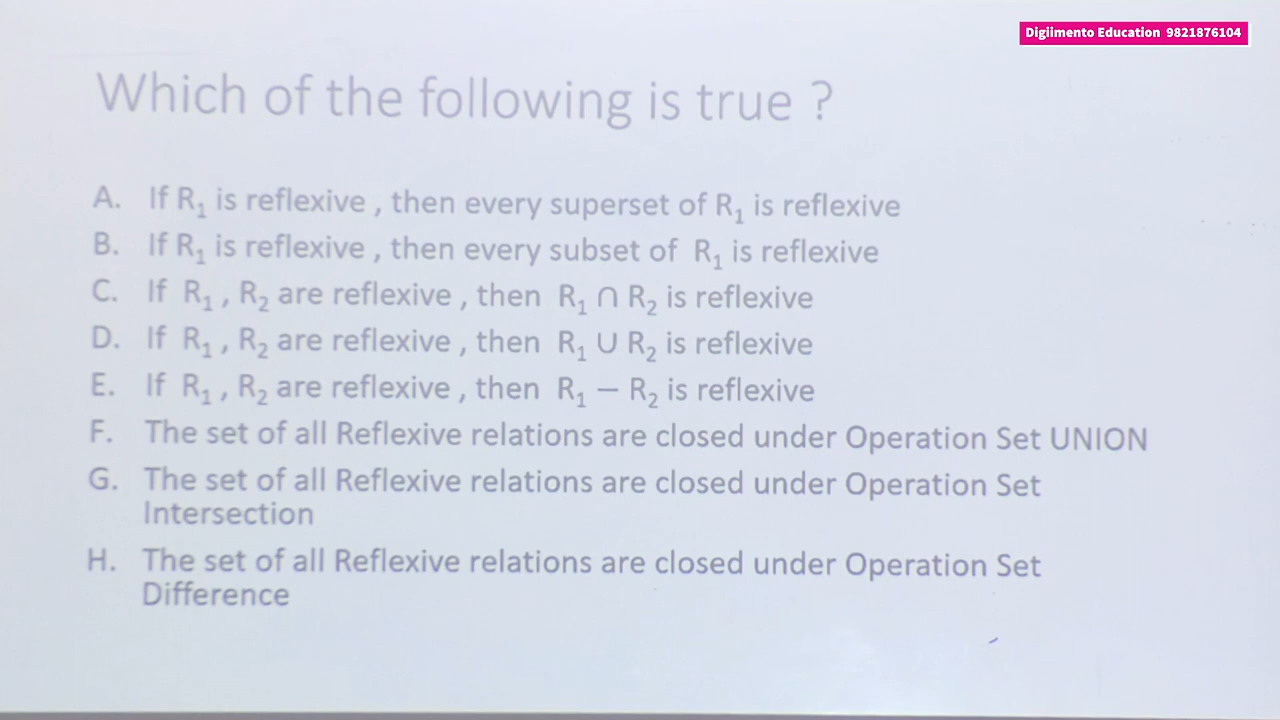 Digiimento Education 9821876104
Which of the following is true ?
A. If R₁ is reflexive , then every superset of R₁ is reflexive
B. If R₁ is reflexive , then every subset of R₁ is reflexive
C. If R₁ , R₂ are reflexive , then R₁ ∩ R₂ is reflexive
D. If R₁ , R₂ are reflexive , then R₁ ∪ R₂ is reflexive
E. If R₁ , R₂ are reflexive , then R₁ − R₂ is reflexive
F. The set of all Reflexive relations are closed under Operation Set UNION
G. The set of all Reflexive relations are closed under Operation Set
Intersection
H. The set of all Reflexive relations are closed under Operation Set
Difference